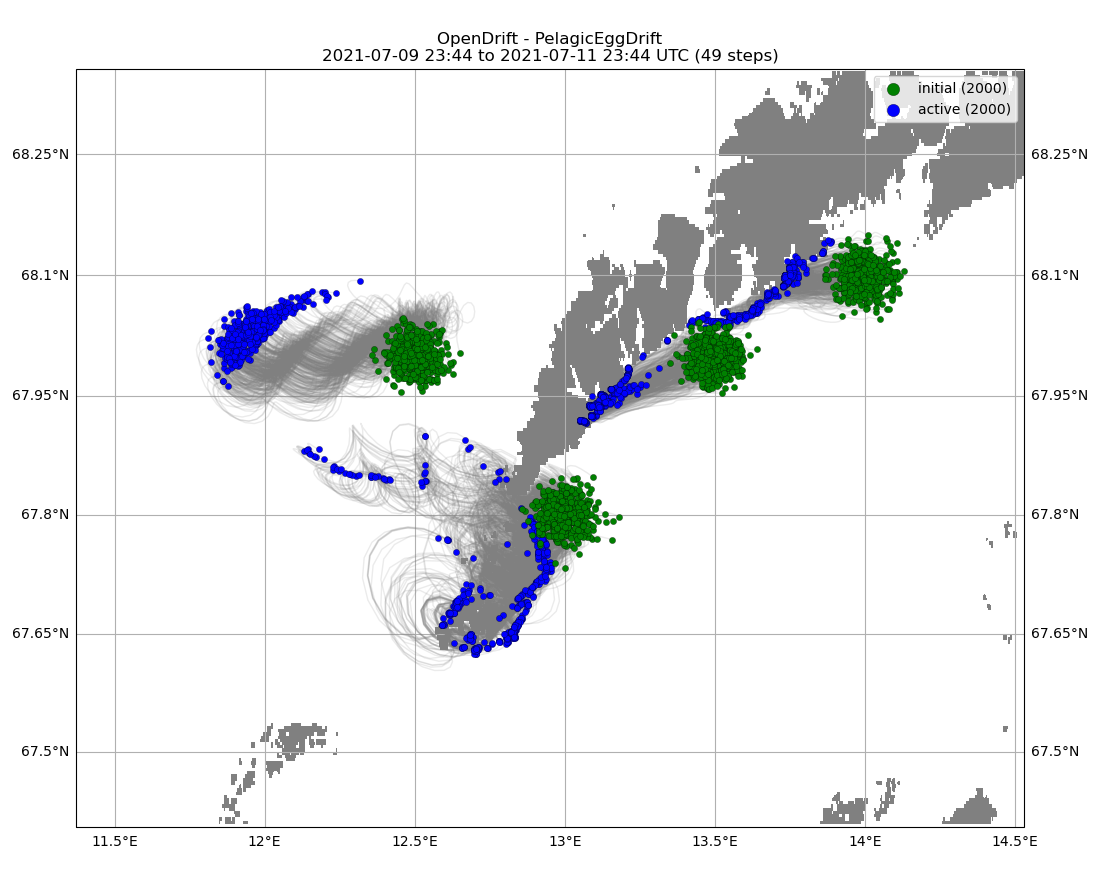 OpenDrift - PelagicEggDrift
2021-07-09 23:44 to 2021-07-11 23:44 UTC (49 steps)
initial (2000)
active (2000)
68.25°N
68.25°N
68.1°N
68.1°N
67.95°N
67.95°N
67.8°N
67.8°N
67.65°N
67.65°N
67.5°N
67.5°N
11.5°E
12°E
12.5°E
13°E
13.5°E
14°E
14.5°E